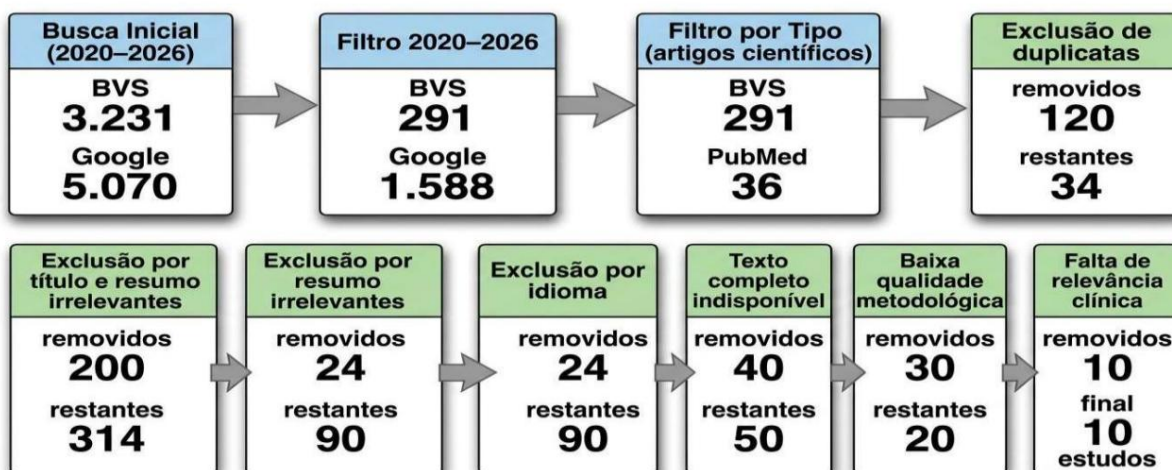 Busca Inicial
(2020–2026)
BVS
3.231
Google
5.070
Filtro 2020–2026
BVS
291
Google
1.588
Filtro por Tipo
(artigos científicos)
BVS
291
PubMed
36
Exclusão de
duplicatas
removidos
120
restantes
34
Exclusão por
título e resumo
irrelevantes
removidos
200
restantes
314
Exclusão por
resumo
irrelevantes
removidos
24
restantes
90
Exclusão por
idioma
removidos
24
restantes
90
Texto
completo
indisponível
removidos
40
restantes
50
Baixa
qualidade
metodológica
removidos
30
restantes
20
Falta de
relevância
clínica
removidos
10
final
10
estudos